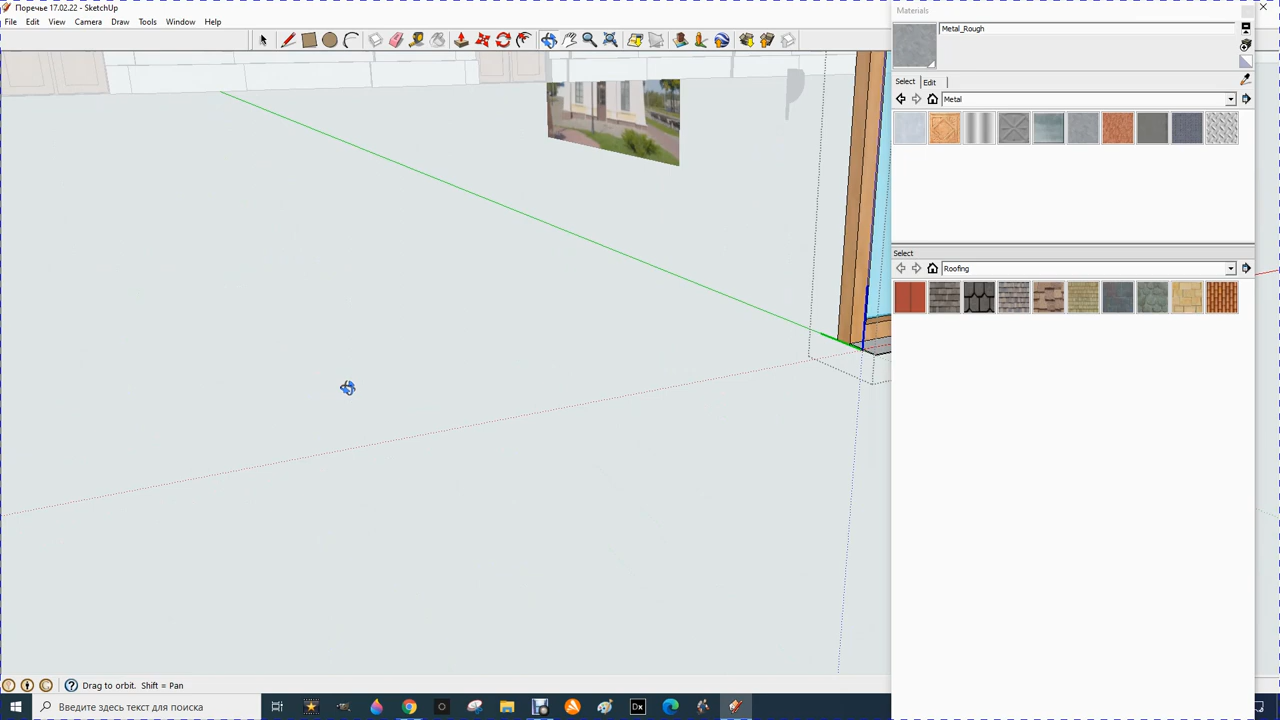 Поречье 17.02.22 - SketchUp
File Edit View Camera Draw Tools Window Help
Materials
Metal_Rough
Select Edit
Metal
Select
Roofing
Drag to orbit. Shift = Pan
Введите здесь текст для поиска
Dx